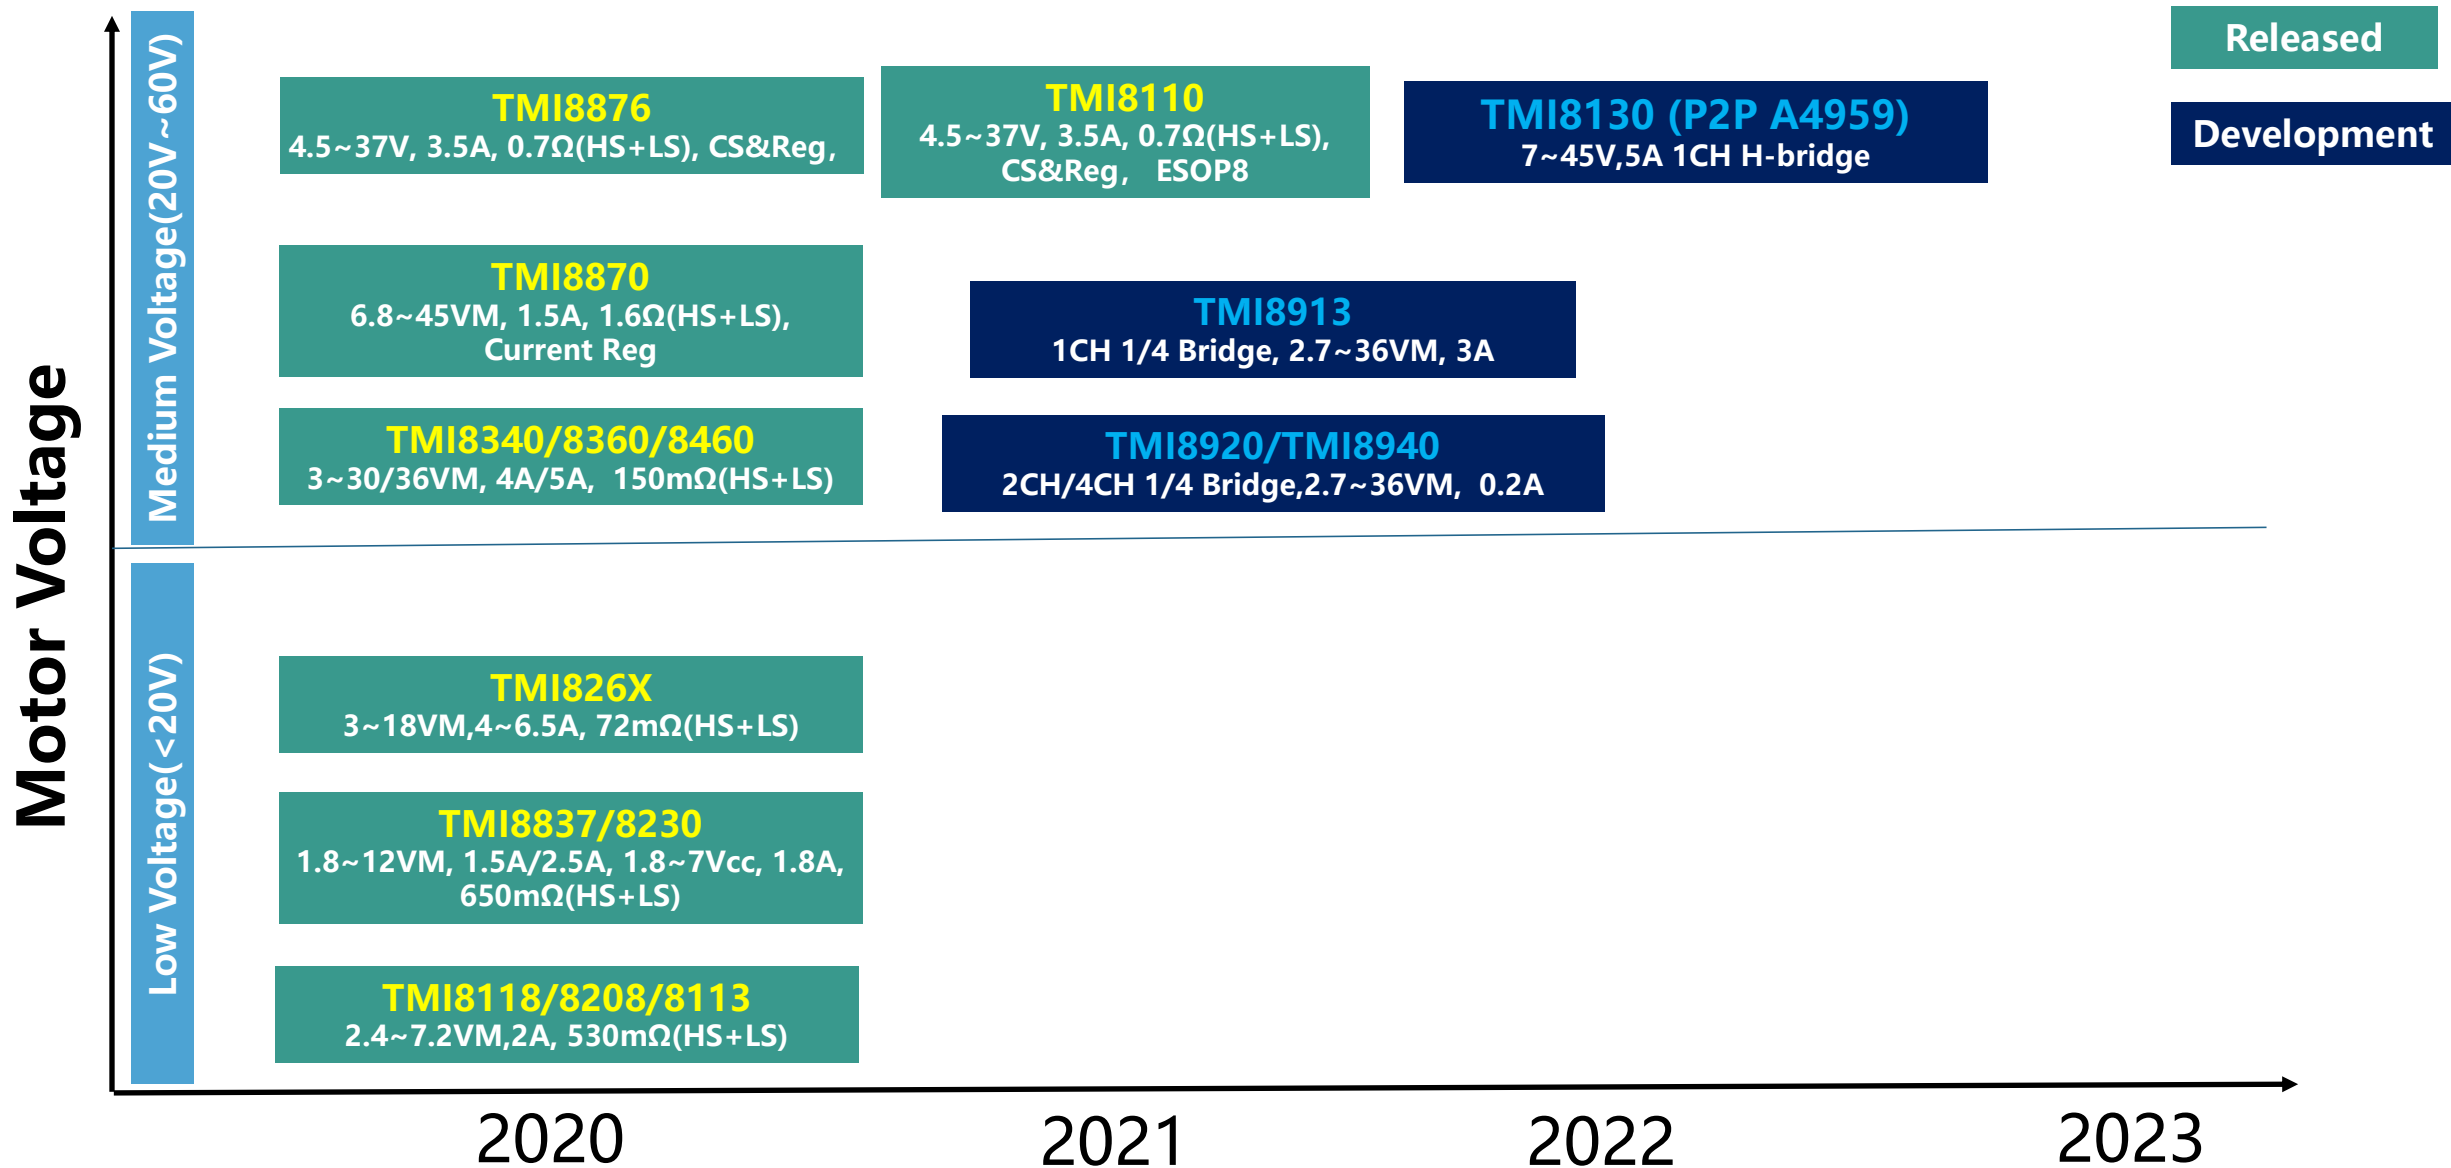 Released
Development
Motor Voltage
Medium Voltage(20V~60V)
TMI8876
4.5~37V, 3.5A, 0.7Ω(HS+LS), CS&Reg，
TMI8110
4.5~37V, 3.5A, 0.7Ω(HS+LS),
CS&Reg， ESOP8
TMI8130 (P2P A4959)
7~45V,5A 1CH H-bridge
TMI8870
6.8~45VM, 1.5A, 1.6Ω(HS+LS),
Current Reg
TMI8913
1CH 1/4 Bridge, 2.7~36VM, 3A
TMI8340/8360/8460
3~30/36VM, 4A/5A, 150mΩ(HS+LS)
TMI8920/TMI8940
2CH/4CH 1/4 Bridge,2.7~36VM, 0.2A
Low Voltage(<20V)
TMI826X
3~18VM,4~6.5A, 72mΩ(HS+LS)
TMI8837/8230
1.8~12VM, 1.5A/2.5A, 1.8~7Vcc, 1.8A,
650mΩ(HS+LS)
TMI8118/8208/8113
2.4~7.2VM,2A, 530mΩ(HS+LS)
2020
2021
2022
2023